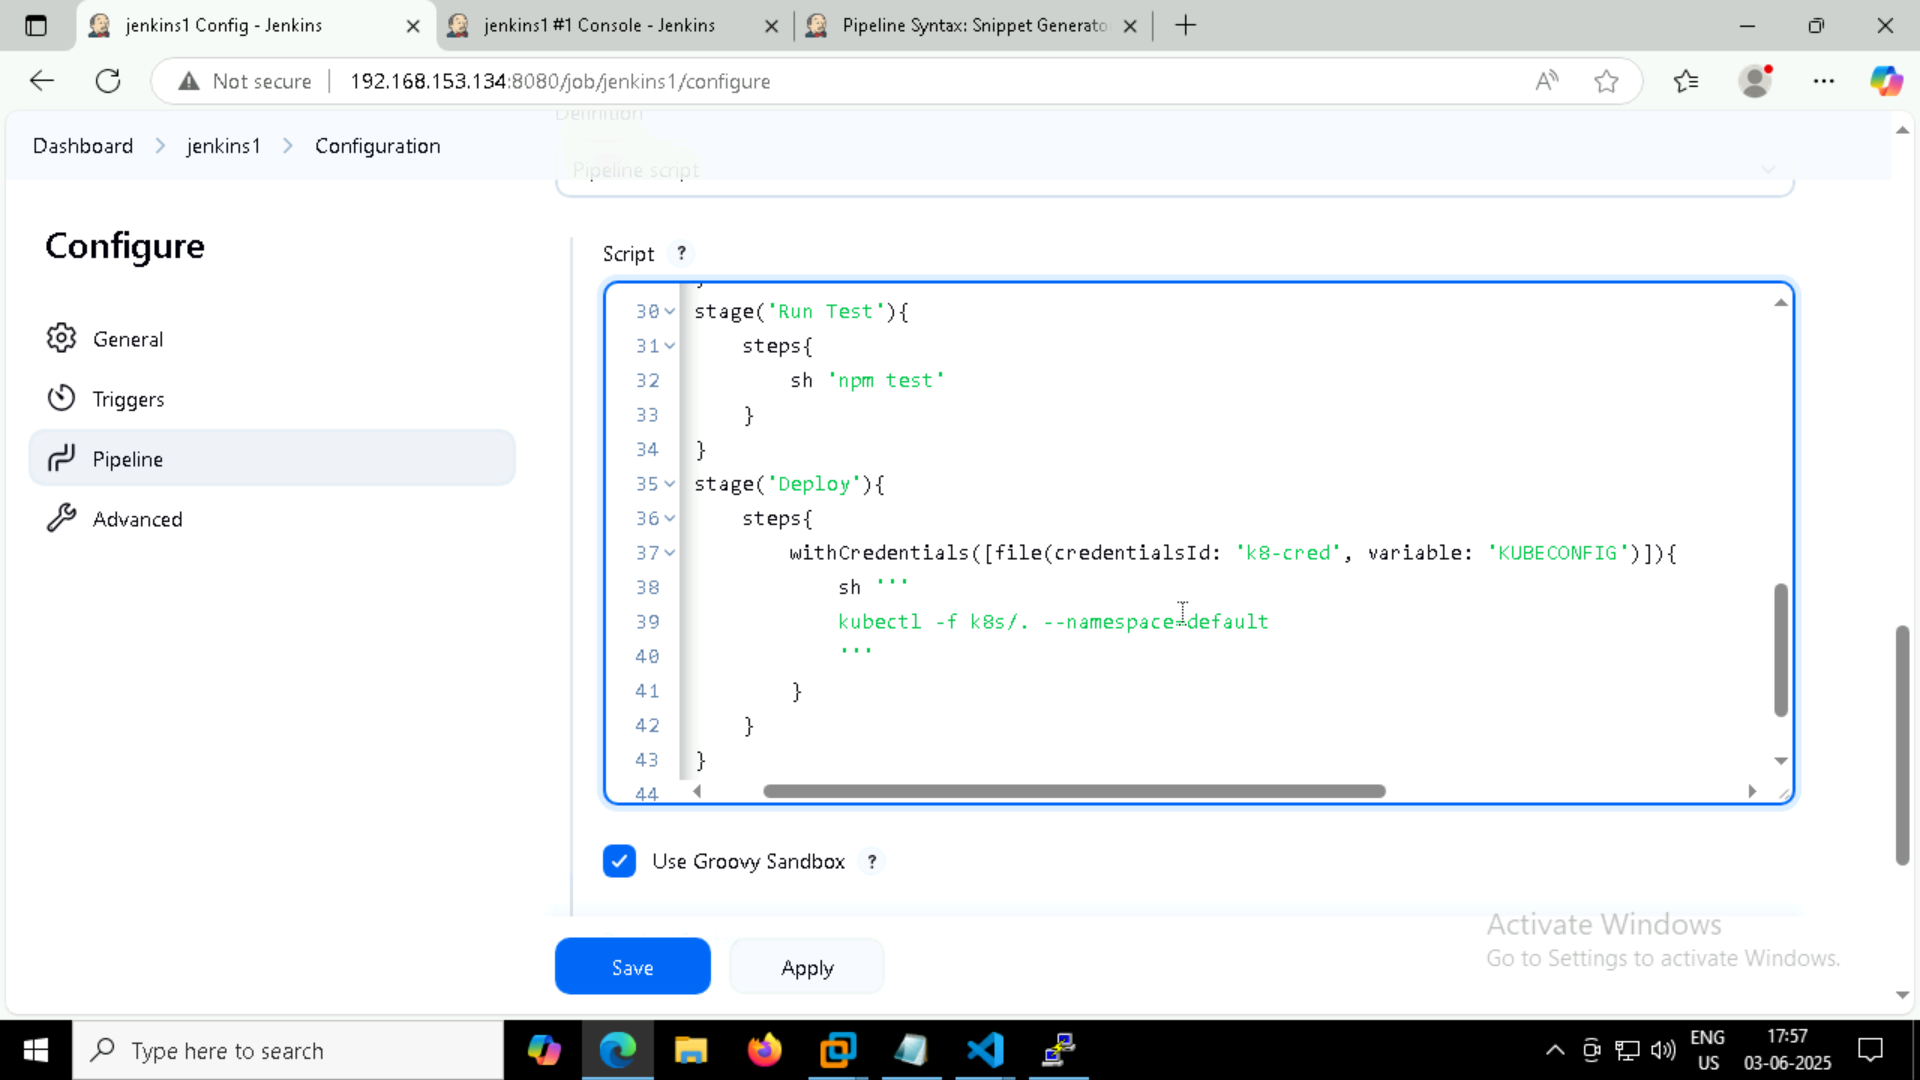 jenkins1 Config - Jenkins
jenkins1 #1 Console - Jenkins
Pipeline Syntax: Snippet Generato
Not secure
192.168.153.134:8080/job/jenkins1/configure
Dashboard
jenkins1
Configuration
Definition
Pipeline script
Configure
General
Triggers
Pipeline
Advanced
Script ?
30 stage('Run Test'){
31 steps{
32 sh 'npm test'
33 }
34 }
35 stage('Deploy'){
36 steps{
37 withCredentials([file(credentialsId: 'k8-cred', variable: 'KUBECONFIG')]){
38 sh '''
39 kubectl -f k8s/. --namespace=default
40 '''
41 }
42 }
43 }
44
Use Groovy Sandbox ?
Save
Apply
Activate Windows
Go to Settings to activate Windows.
Type here to search
ENG
US
17:57
03-06-2025